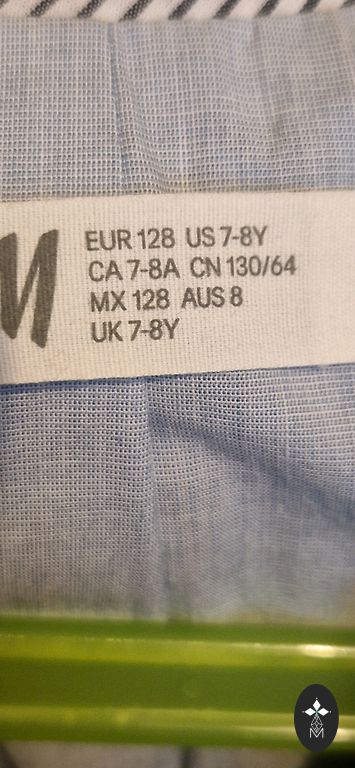 M
EUR 128 US 7-8Y
CA 7-8A CN 130/64
MX 128 AUS 8
UK 7-8Y
M